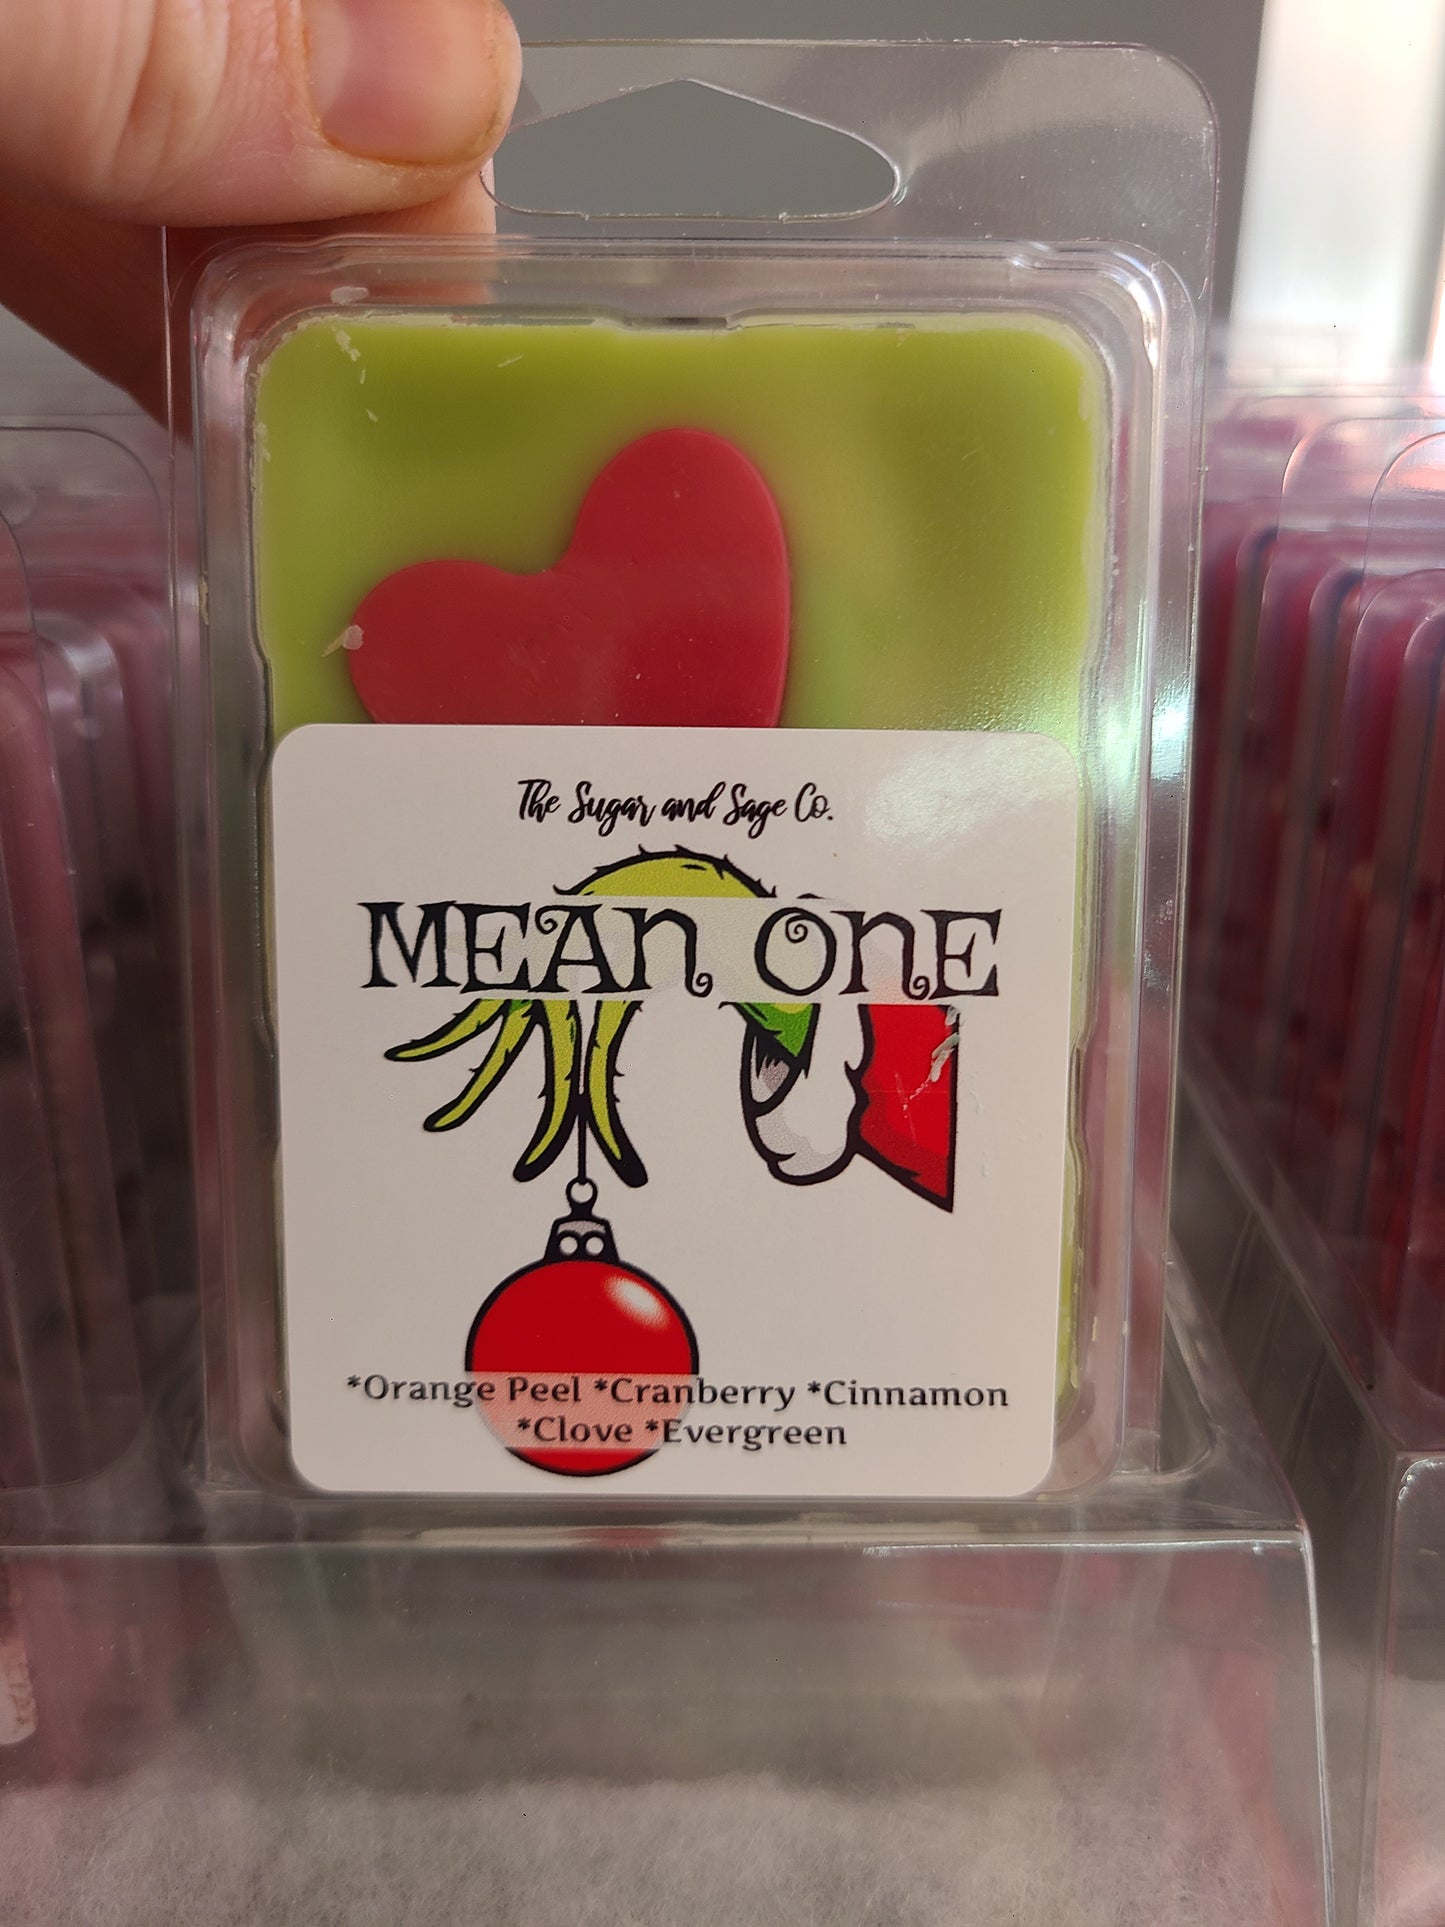 The Sugar and Sage Co.
MEAN ONE
*Orange Peel *Cranberry *Cinnamon
*Clove *Evergreen